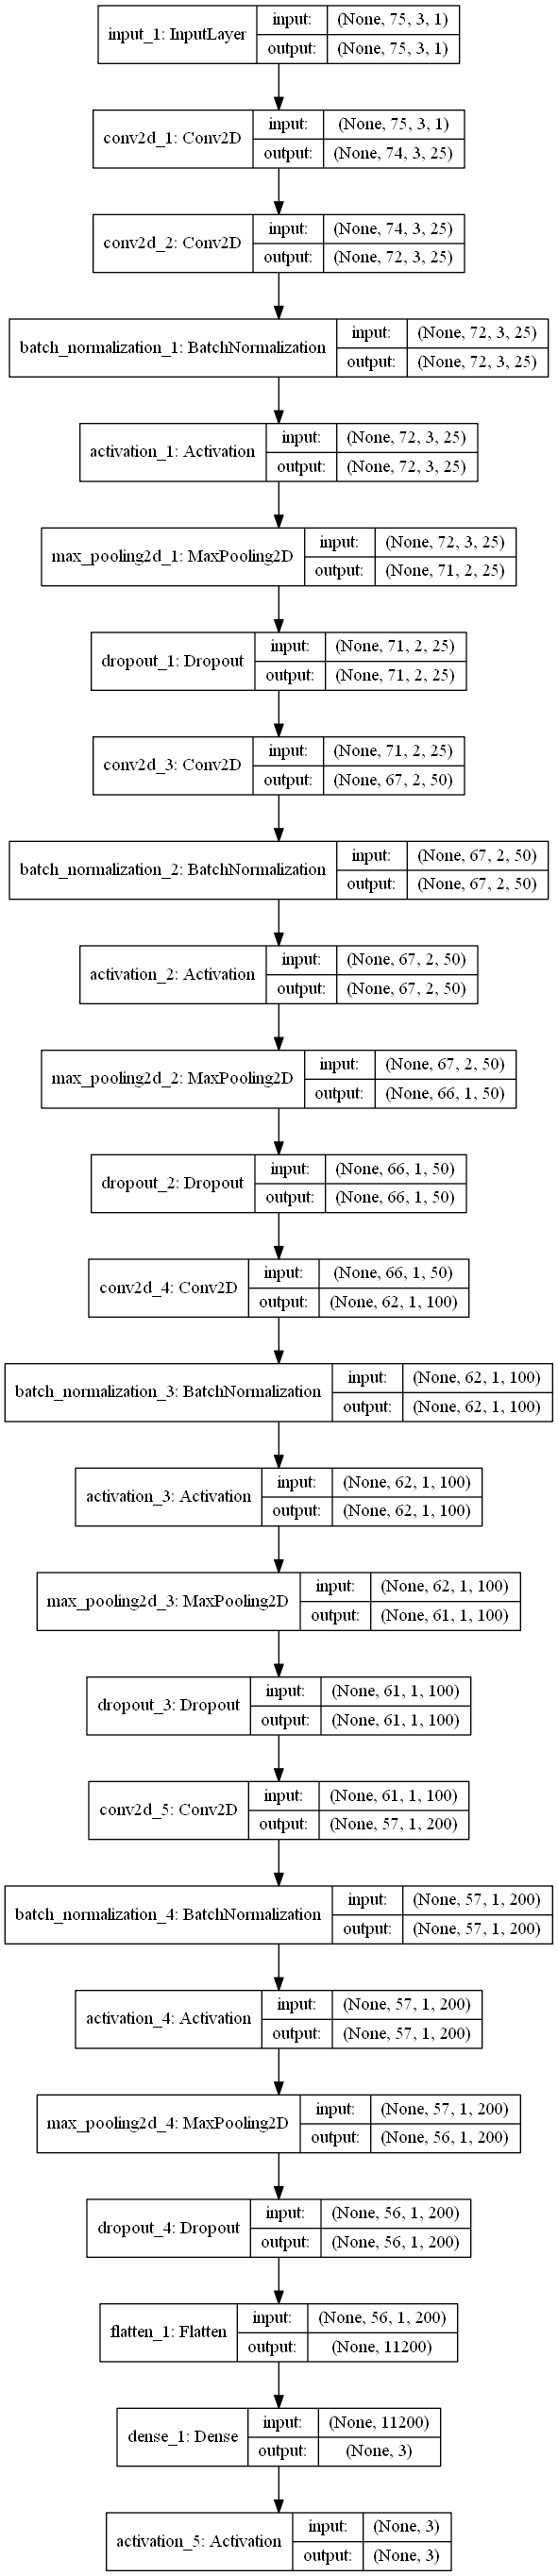 input_1: InputLayer
input: (None, 75, 3, 1)
output: (None, 75, 3, 1)
conv2d_1: Conv2D
input: (None, 75, 3, 1)
output: (None, 74, 3, 25)
conv2d_2: Conv2D
input: (None, 74, 3, 25)
output: (None, 72, 3, 25)
batch_normalization_1: BatchNormalization
input: (None, 72, 3, 25)
output: (None, 72, 3, 25)
activation_1: Activation
input: (None, 72, 3, 25)
output: (None, 72, 3, 25)
max_pooling2d_1: MaxPooling2D
input: (None, 72, 3, 25)
output: (None, 71, 2, 25)
dropout_1: Dropout
input: (None, 71, 2, 25)
output: (None, 71, 2, 25)
conv2d_3: Conv2D
input: (None, 71, 2, 25)
output: (None, 67, 2, 50)
batch_normalization_2: BatchNormalization
input: (None, 67, 2, 50)
output: (None, 67, 2, 50)
activation_2: Activation
input: (None, 67, 2, 50)
output: (None, 67, 2, 50)
max_pooling2d_2: MaxPooling2D
input: (None, 67, 2, 50)
output: (None, 66, 1, 50)
dropout_2: Dropout
input: (None, 66, 1, 50)
output: (None, 66, 1, 50)
conv2d_4: Conv2D
input: (None, 66, 1, 50)
output: (None, 62, 1, 100)
batch_normalization_3: BatchNormalization
input: (None, 62, 1, 100)
output: (None, 62, 1, 100)
activation_3: Activation
input: (None, 62, 1, 100)
output: (None, 62, 1, 100)
max_pooling2d_3: MaxPooling2D
input: (None, 62, 1, 100)
output: (None, 61, 1, 100)
dropout_3: Dropout
input: (None, 61, 1, 100)
output: (None, 61, 1, 100)
conv2d_5: Conv2D
input: (None, 61, 1, 100)
output: (None, 57, 1, 200)
batch_normalization_4: BatchNormalization
input: (None, 57, 1, 200)
output: (None, 57, 1, 200)
activation_4: Activation
input: (None, 57, 1, 200)
output: (None, 57, 1, 200)
max_pooling2d_4: MaxPooling2D
input: (None, 57, 1, 200)
output: (None, 56, 1, 200)
dropout_4: Dropout
input: (None, 56, 1, 200)
output: (None, 56, 1, 200)
flatten_1: Flatten
input: (None, 56, 1, 200)
output: (None, 11200)
dense_1: Dense
input: (None, 11200)
output: (None, 3)
activation_5: Activation
input: (None, 3)
output: (None, 3)